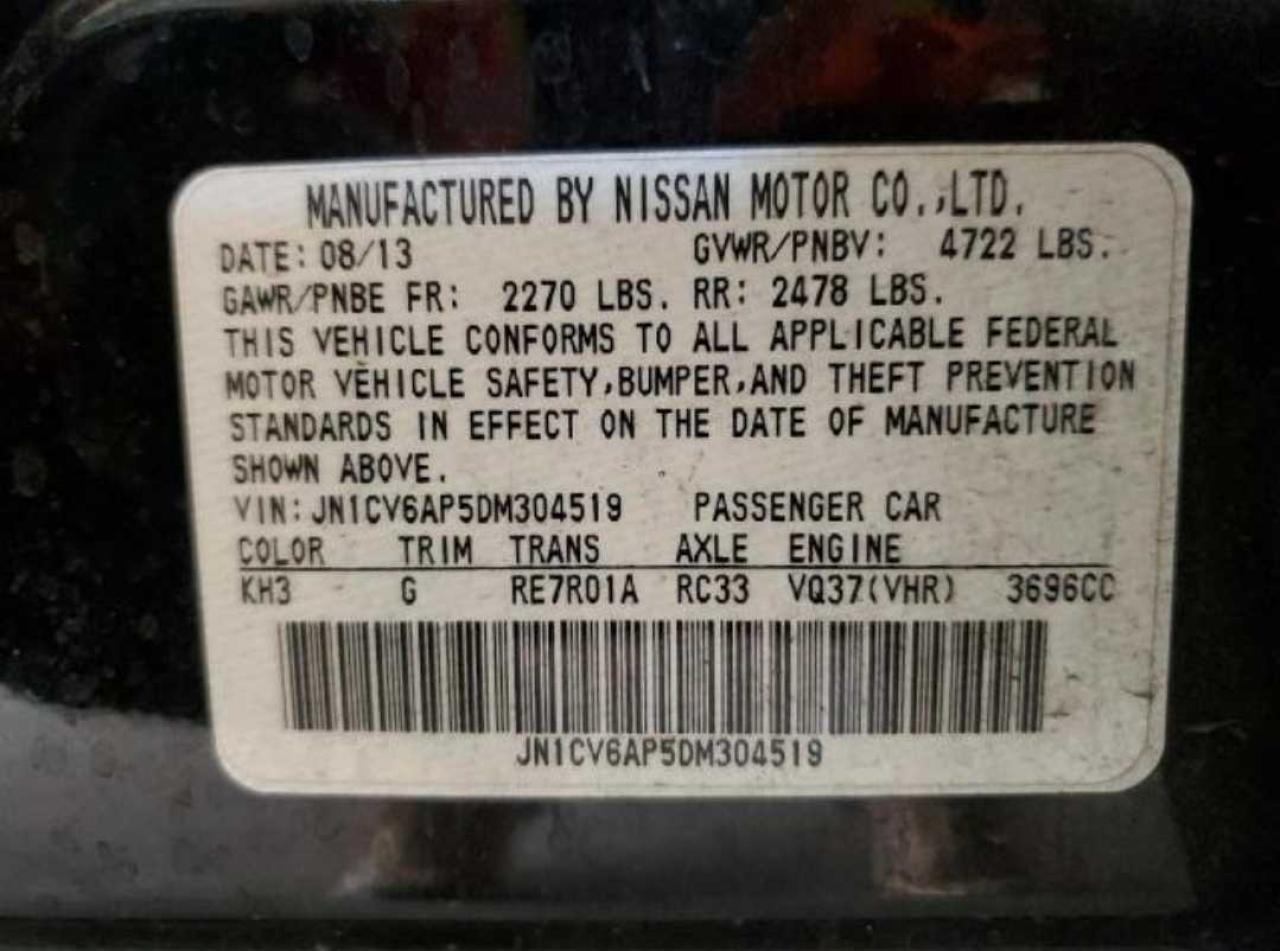 MANUFACTURED BY NISSAN MOTOR CO.,LTD.
DATE: 08/13 GVWR/PNBV: 4722 LBS.
GAWR/PNBE FR: 2270 LBS. RR: 2478 LBS.
THIS VEHICLE CONFORMS TO ALL APPLICABLE FEDERAL
MOTOR VEHICLE SAFETY,BUMPER,AND THEFT PREVENTION
STANDARDS IN EFFECT ON THE DATE OF MANUFACTURE
SHOWN ABOVE.
VIN: JN1CV6AP5DM304519 PASSENGER CAR
COLOR TRIM TRANS AXLE ENGINE
KH3 G RE7R01A RC33 VQ37(VHR) 3696CC
JN1CV6AP5DM304519